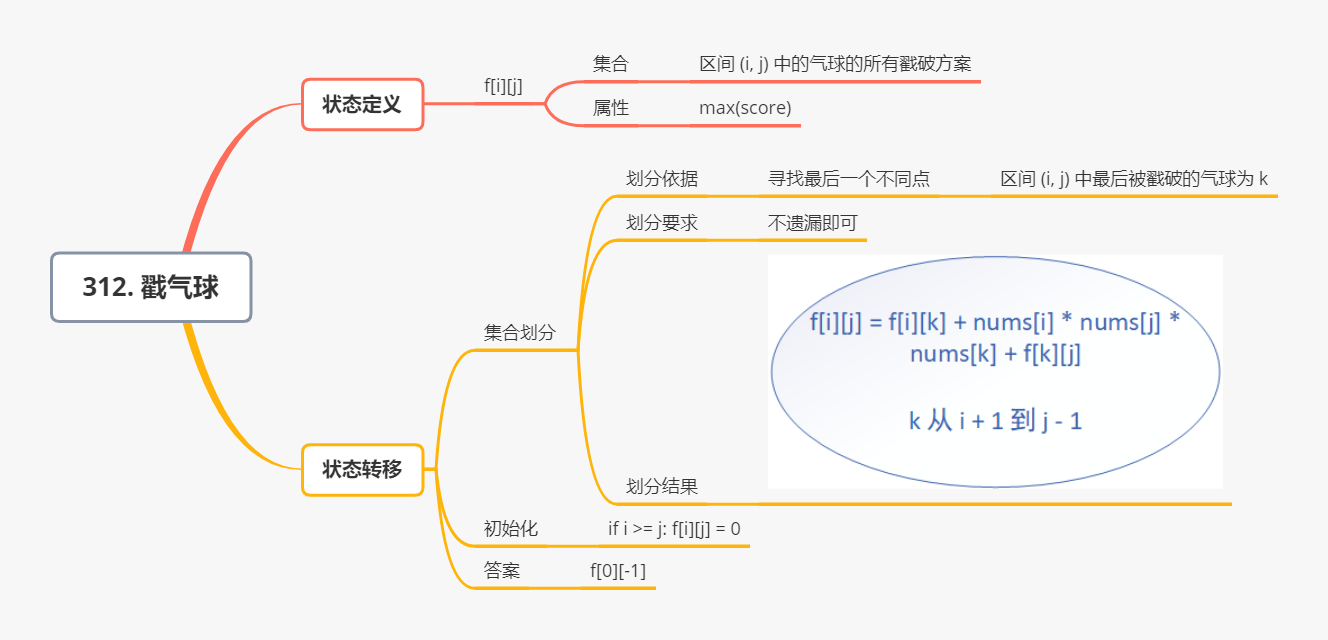 312. 戳气球
状态定义
f[i][j]
集合
区间 (i, j) 中的气球的所有戳破方案
属性
max(score)
状态转移
集合划分
划分依据
寻找最后一个不同点
区间 (i, j) 中最后被戳破的气球为 k
划分要求
不遗漏即可
划分结果
f[i][j] = f[i][k] + nums[i] * nums[j] *
nums[k] + f[k][j]
k 从 i + 1 到 j - 1
初始化
if i >= j: f[i][j] = 0
答案
f[0][-1]